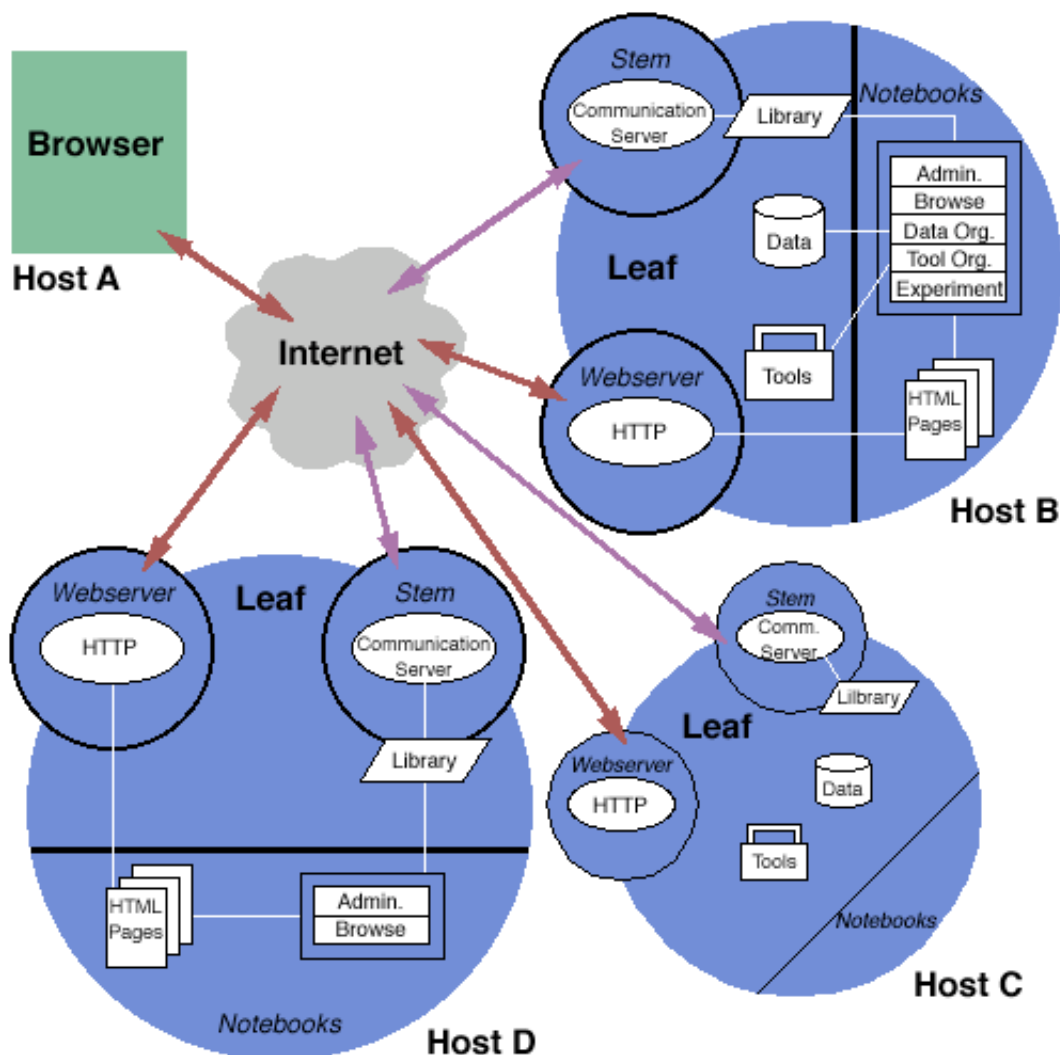 Browser
Host A
Internet
Stem
Communication
Server
Library
Notebooks
Admin.
Browse
Data Org.
Tool Org.
Experiment
Data
Leaf
Tools
Webserver
HTTP
HTML
Pages
Host B
Webserver
HTTP
Leaf
Stem
Communication
Server
Library
HTML
Pages
Admin.
Browse
Notebooks
Host D
Stem
Comm.
Server
Lilbrary
Leaf
Webserver
HTTP
Data
Tools
Notebooks
Host C